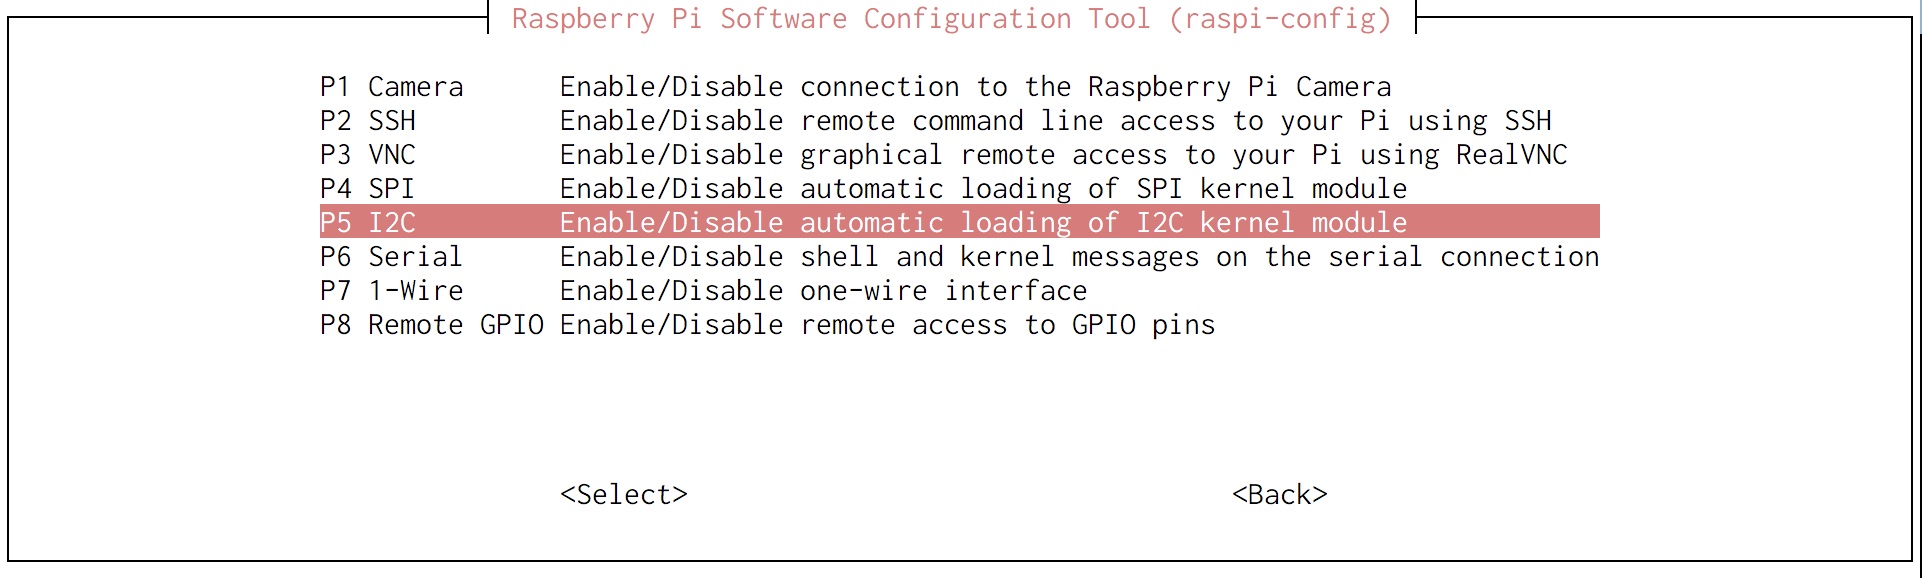 Raspberry Pi Software Configuration Tool (raspi-config)
P1 Camera Enable/Disable connection to the Raspberry Pi Camera
P2 SSH Enable/Disable remote command line access to your Pi using SSH
P3 VNC Enable/Disable graphical remote access to your Pi using RealVNC
P4 SPI Enable/Disable automatic loading of SPI kernel module
P5 I2C Enable/Disable automatic loading of I2C kernel module
P6 Serial Enable/Disable shell and kernel messages on the serial connection
P7 1-Wire Enable/Disable one-wire interface
P8 Remote GPIO Enable/Disable remote access to GPIO pins
<Select> <Back>